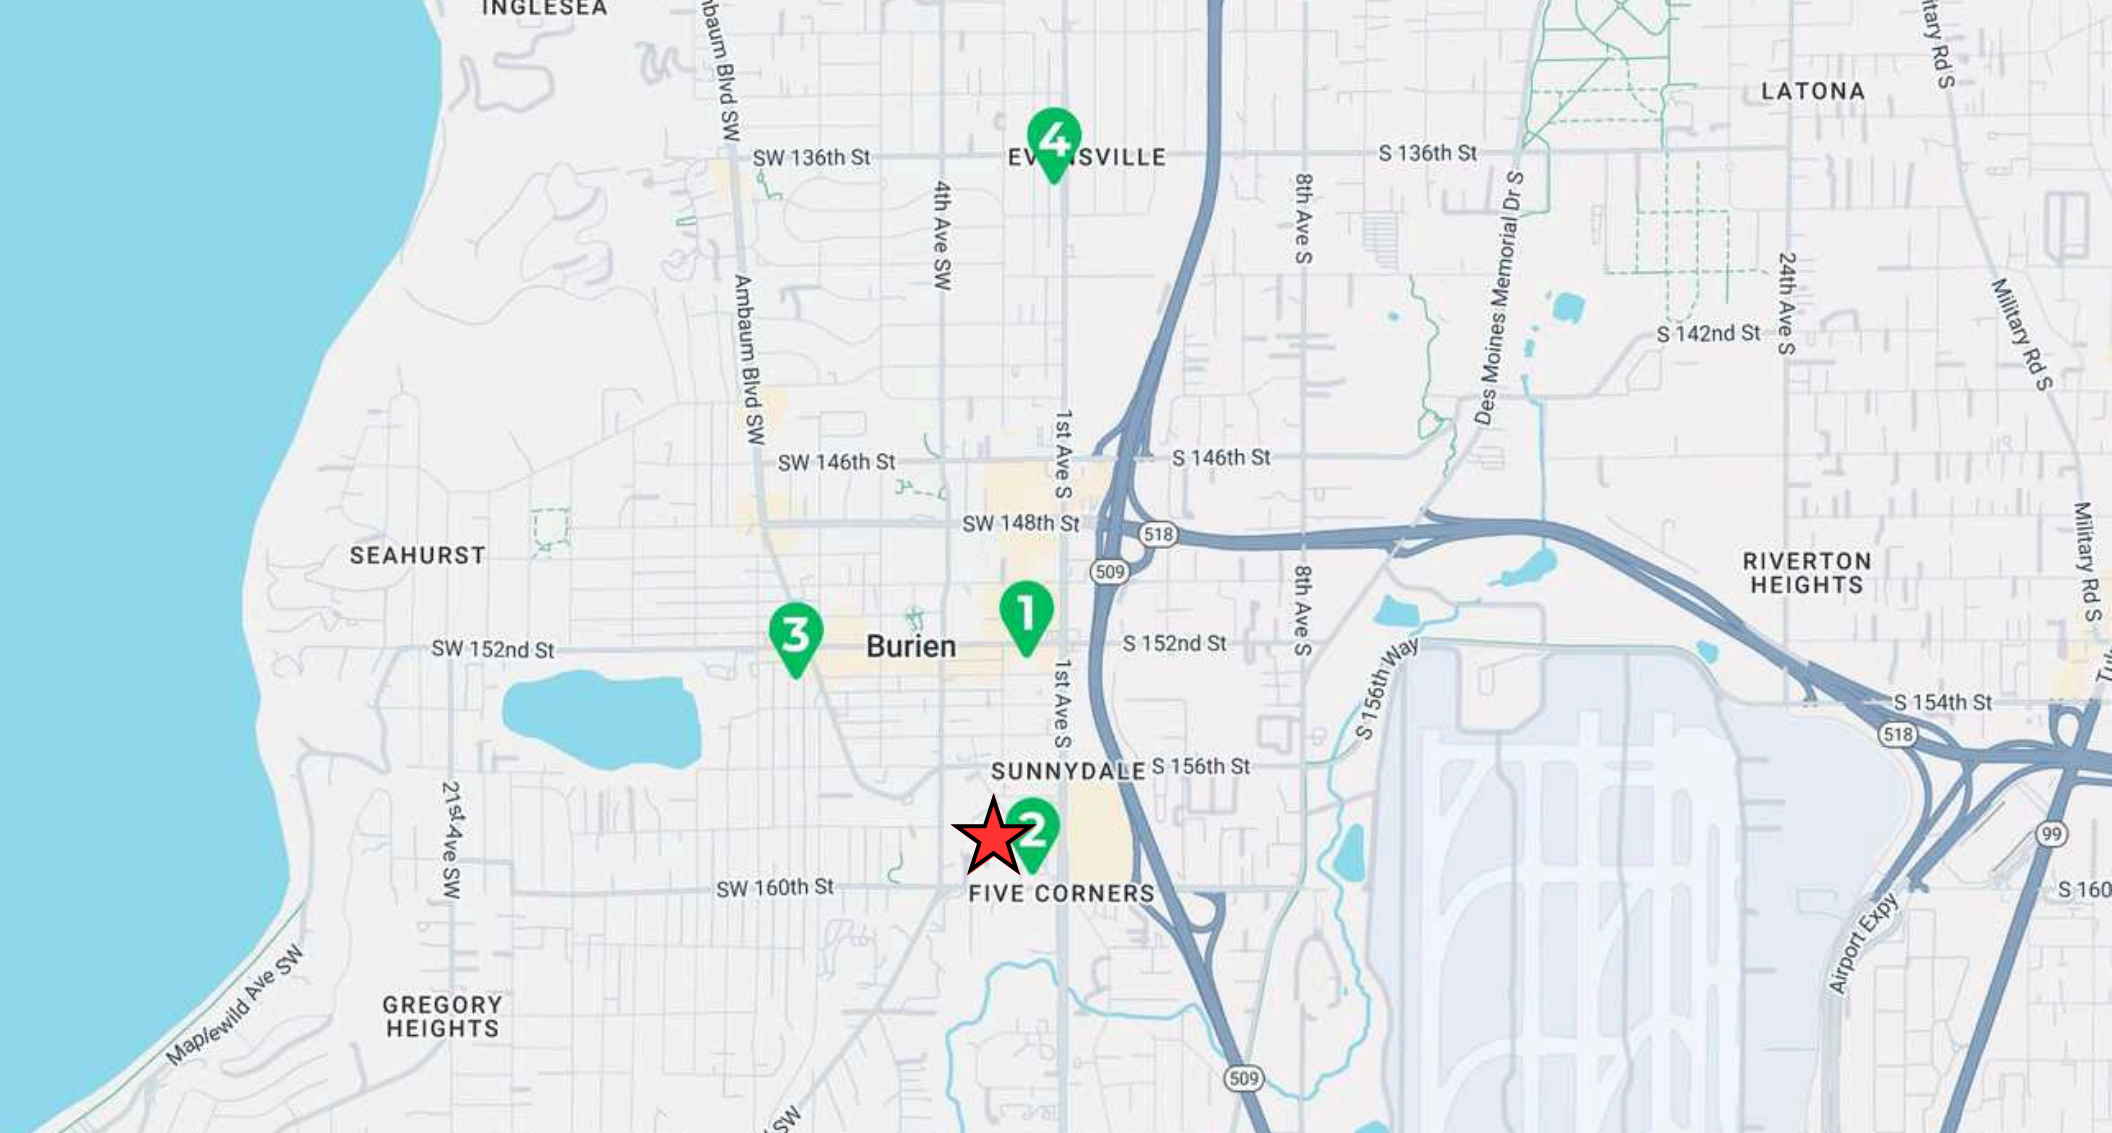 INGLESEA
Ambaum Blvd SW
LATONA
4
SW 136th St
EVANSVILLE
S 136th St
4th Ave SW
8th Ave S
Des Moines Memorial Dr S
24th Ave S
Military Rd S
S 142nd St
Ambaum Blvd SW
1st Ave S
SW 146th St
S 146th St
SW 148th St
518
509
SEAHURST
RIVERTON
HEIGHTS
Military Rd S
8th Ave S
1
3
Burien
SW 152nd St
S 152nd St
S 156th Way
1st Ave S
S 154th St
518
SUNNYDALE
S 156th St
21st Ave SW
2
99
SW 160th St
FIVE CORNERS
S 160
Airport Expy
Maplewild Ave SW
GREGORY
HEIGHTS
509
SW